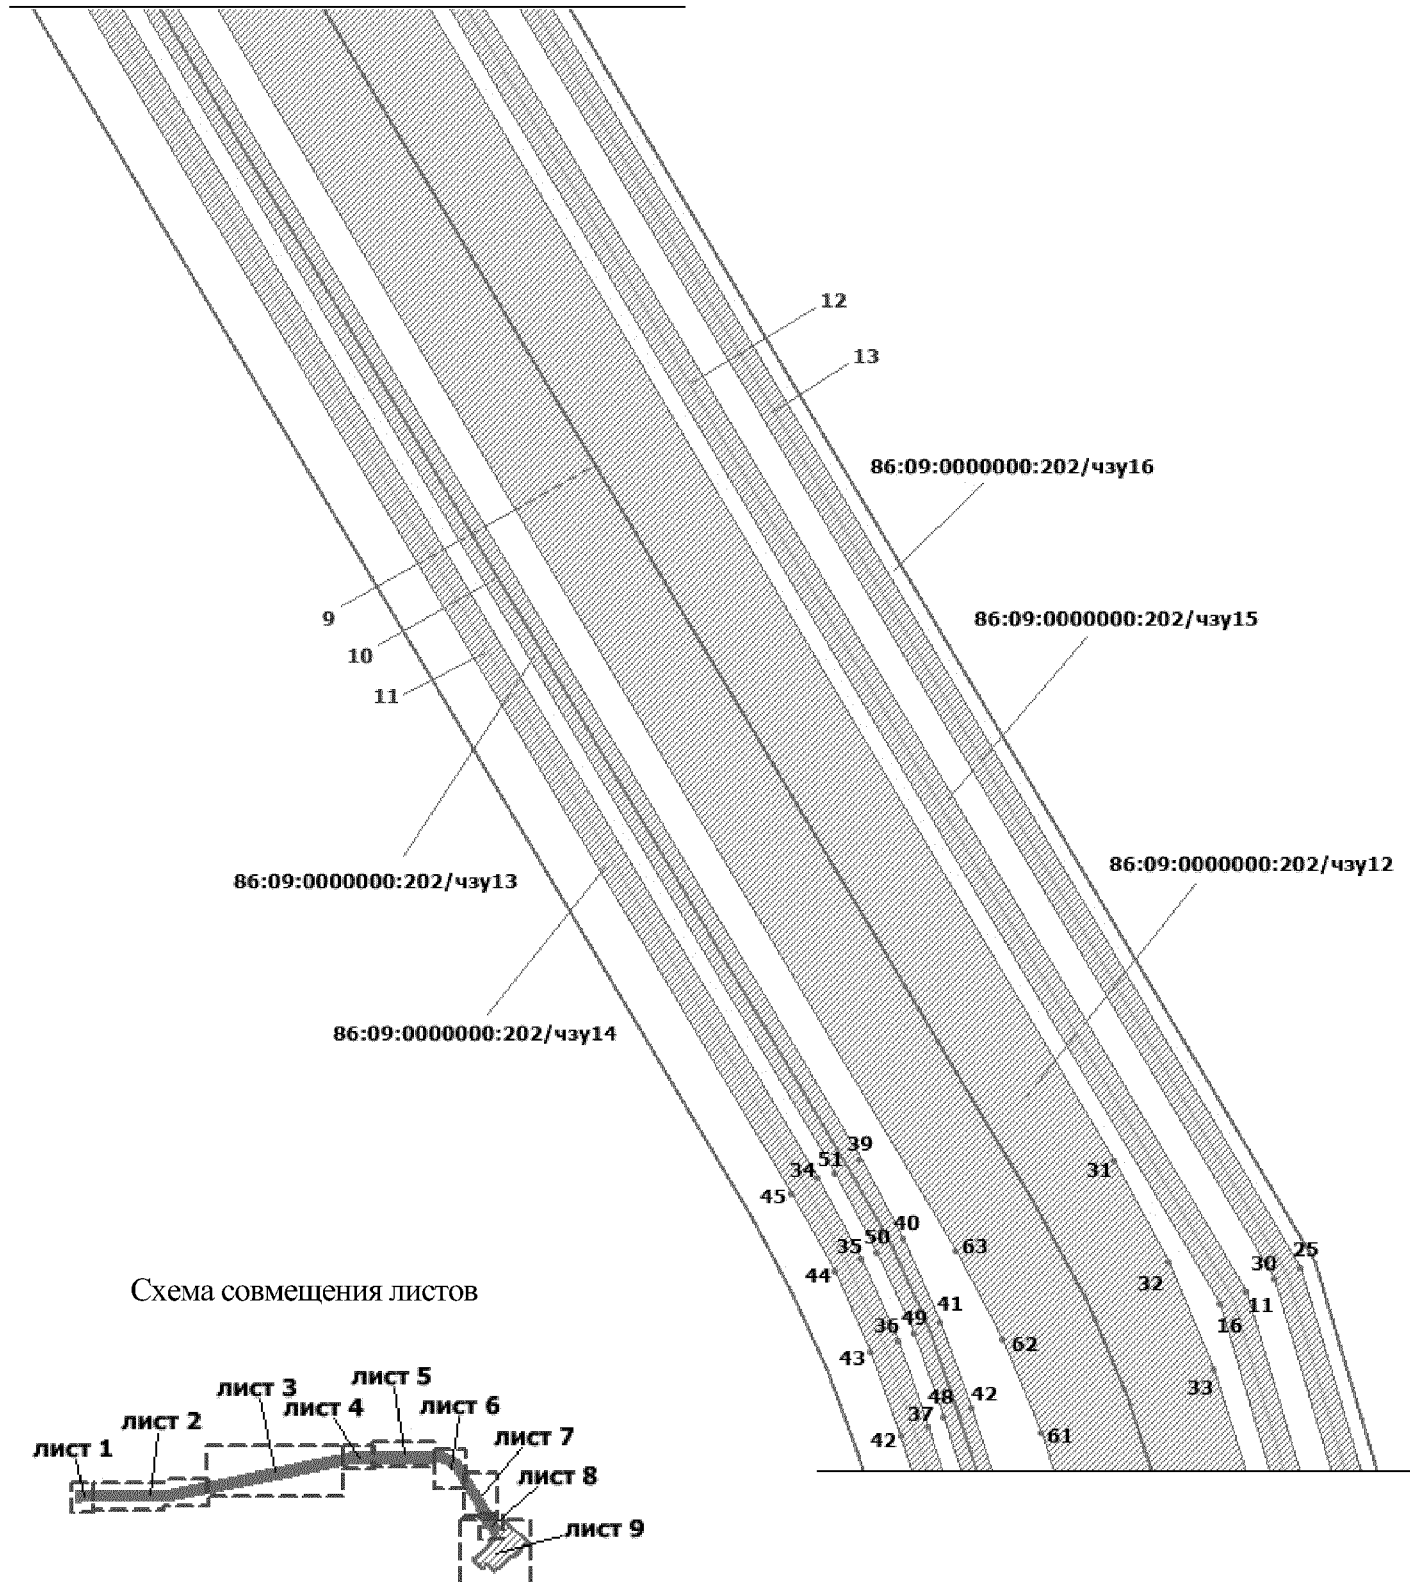 12
13
86:09:0000000:202/чзу16
9
86:09:0000000:202/чзу15
10
11
86:09:0000000:202/чзу12
86:09:0000000:202/чзу13
86:09:0000000:202/чзу14
39
51
34
31
45
40
50
35
63
30
25
44
32
11
41
49
36
16
62
43
33
48
42
37
42
61
Схема совмещения листов
лист 5
лист 3
лист 4
лист 6
лист 2
лист 7
лист 1
лист 8
лист 9